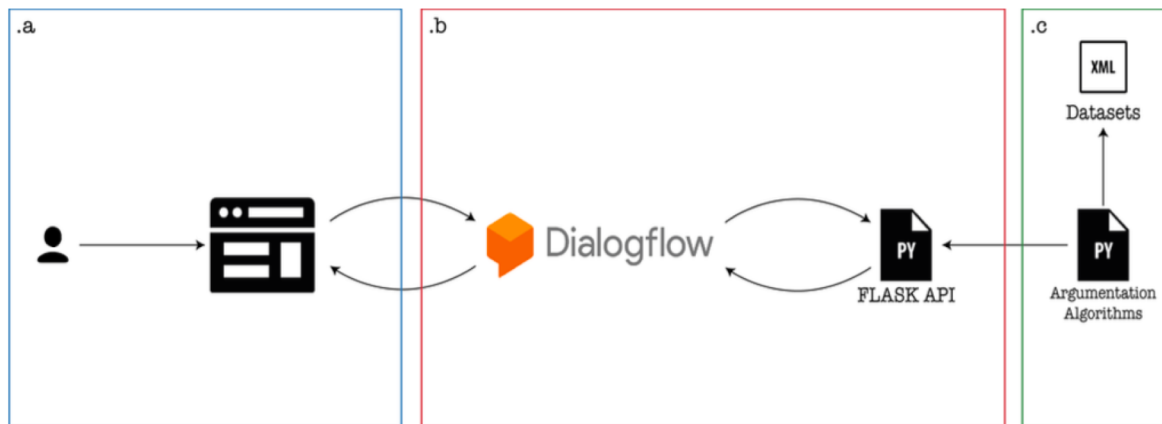 .a
.b
.c
XML
Datasets
Dialogflow
PY
FLASK API
PY
Argumentation
Algorithms